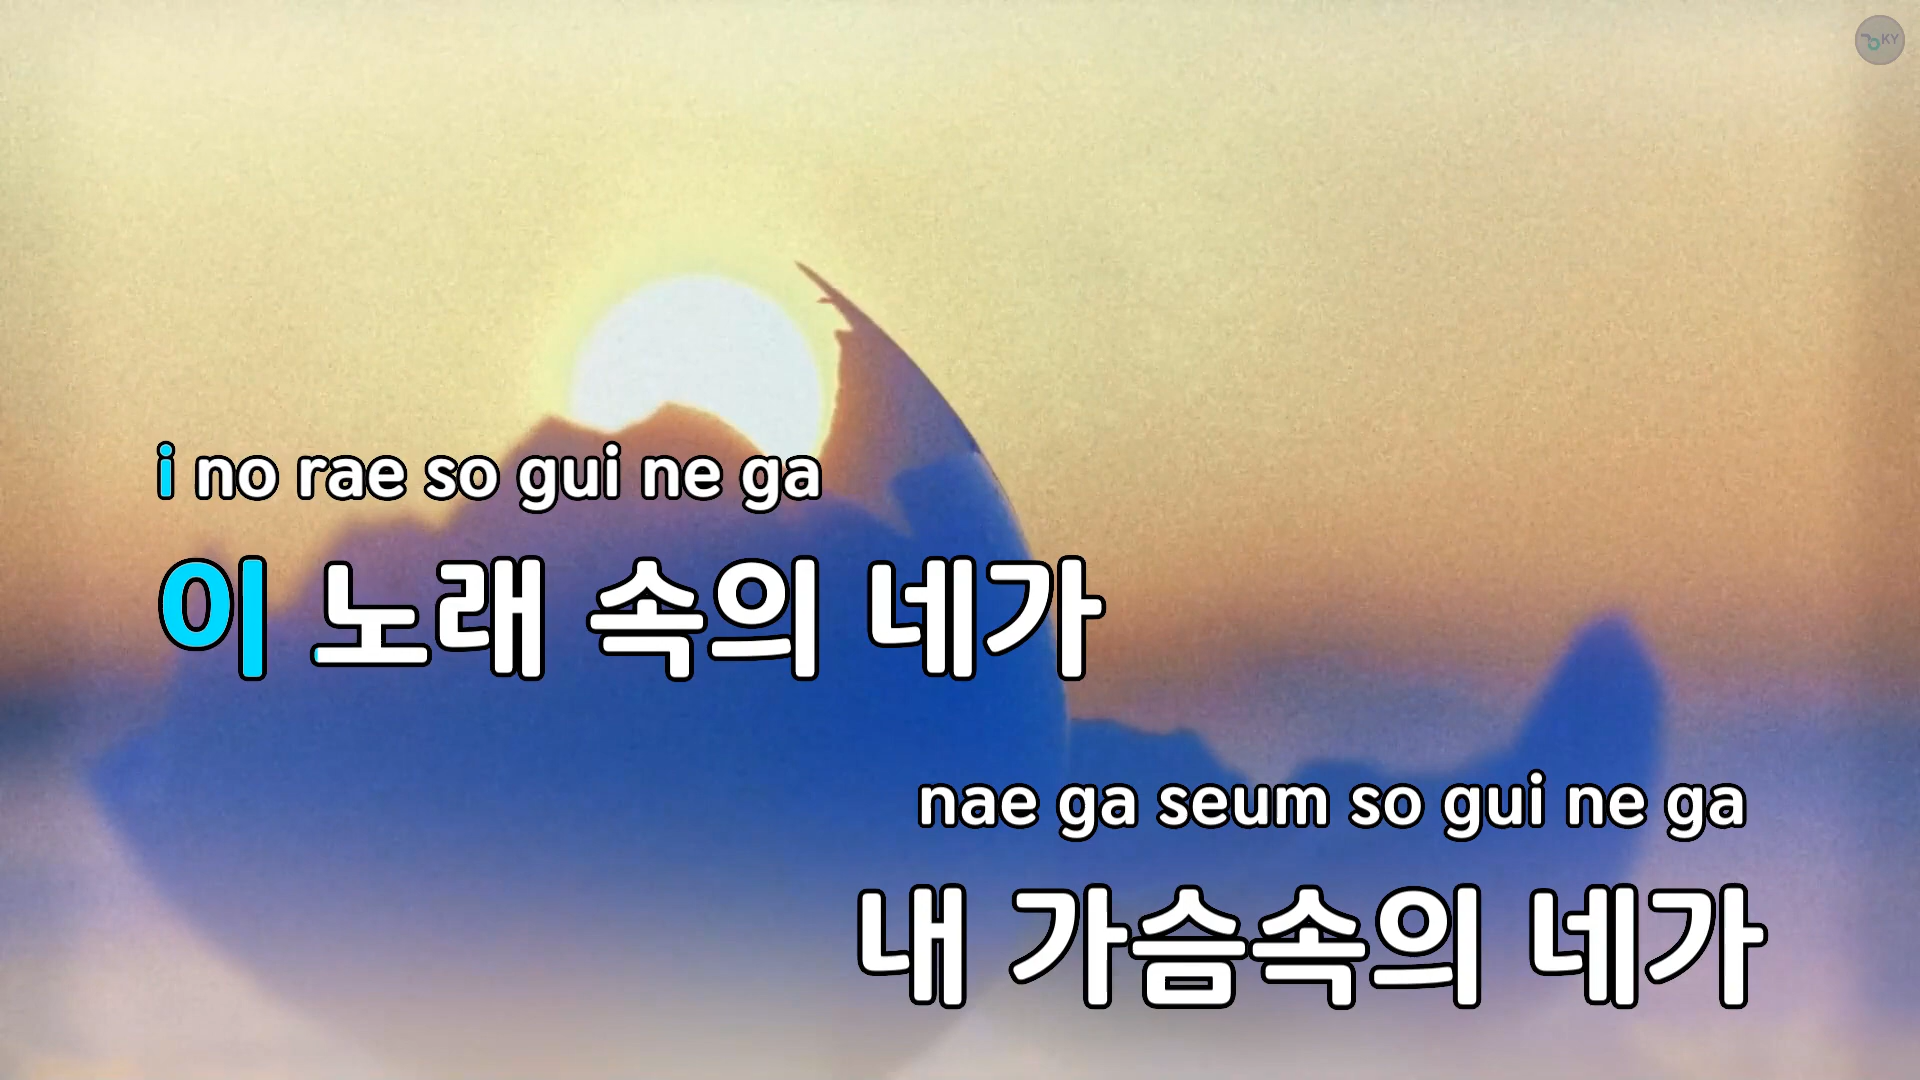 KY
i no rae so gui ne ga
이 노래 속의 네가
nae ga seum so gui ne ga
내 가슴속의 네가